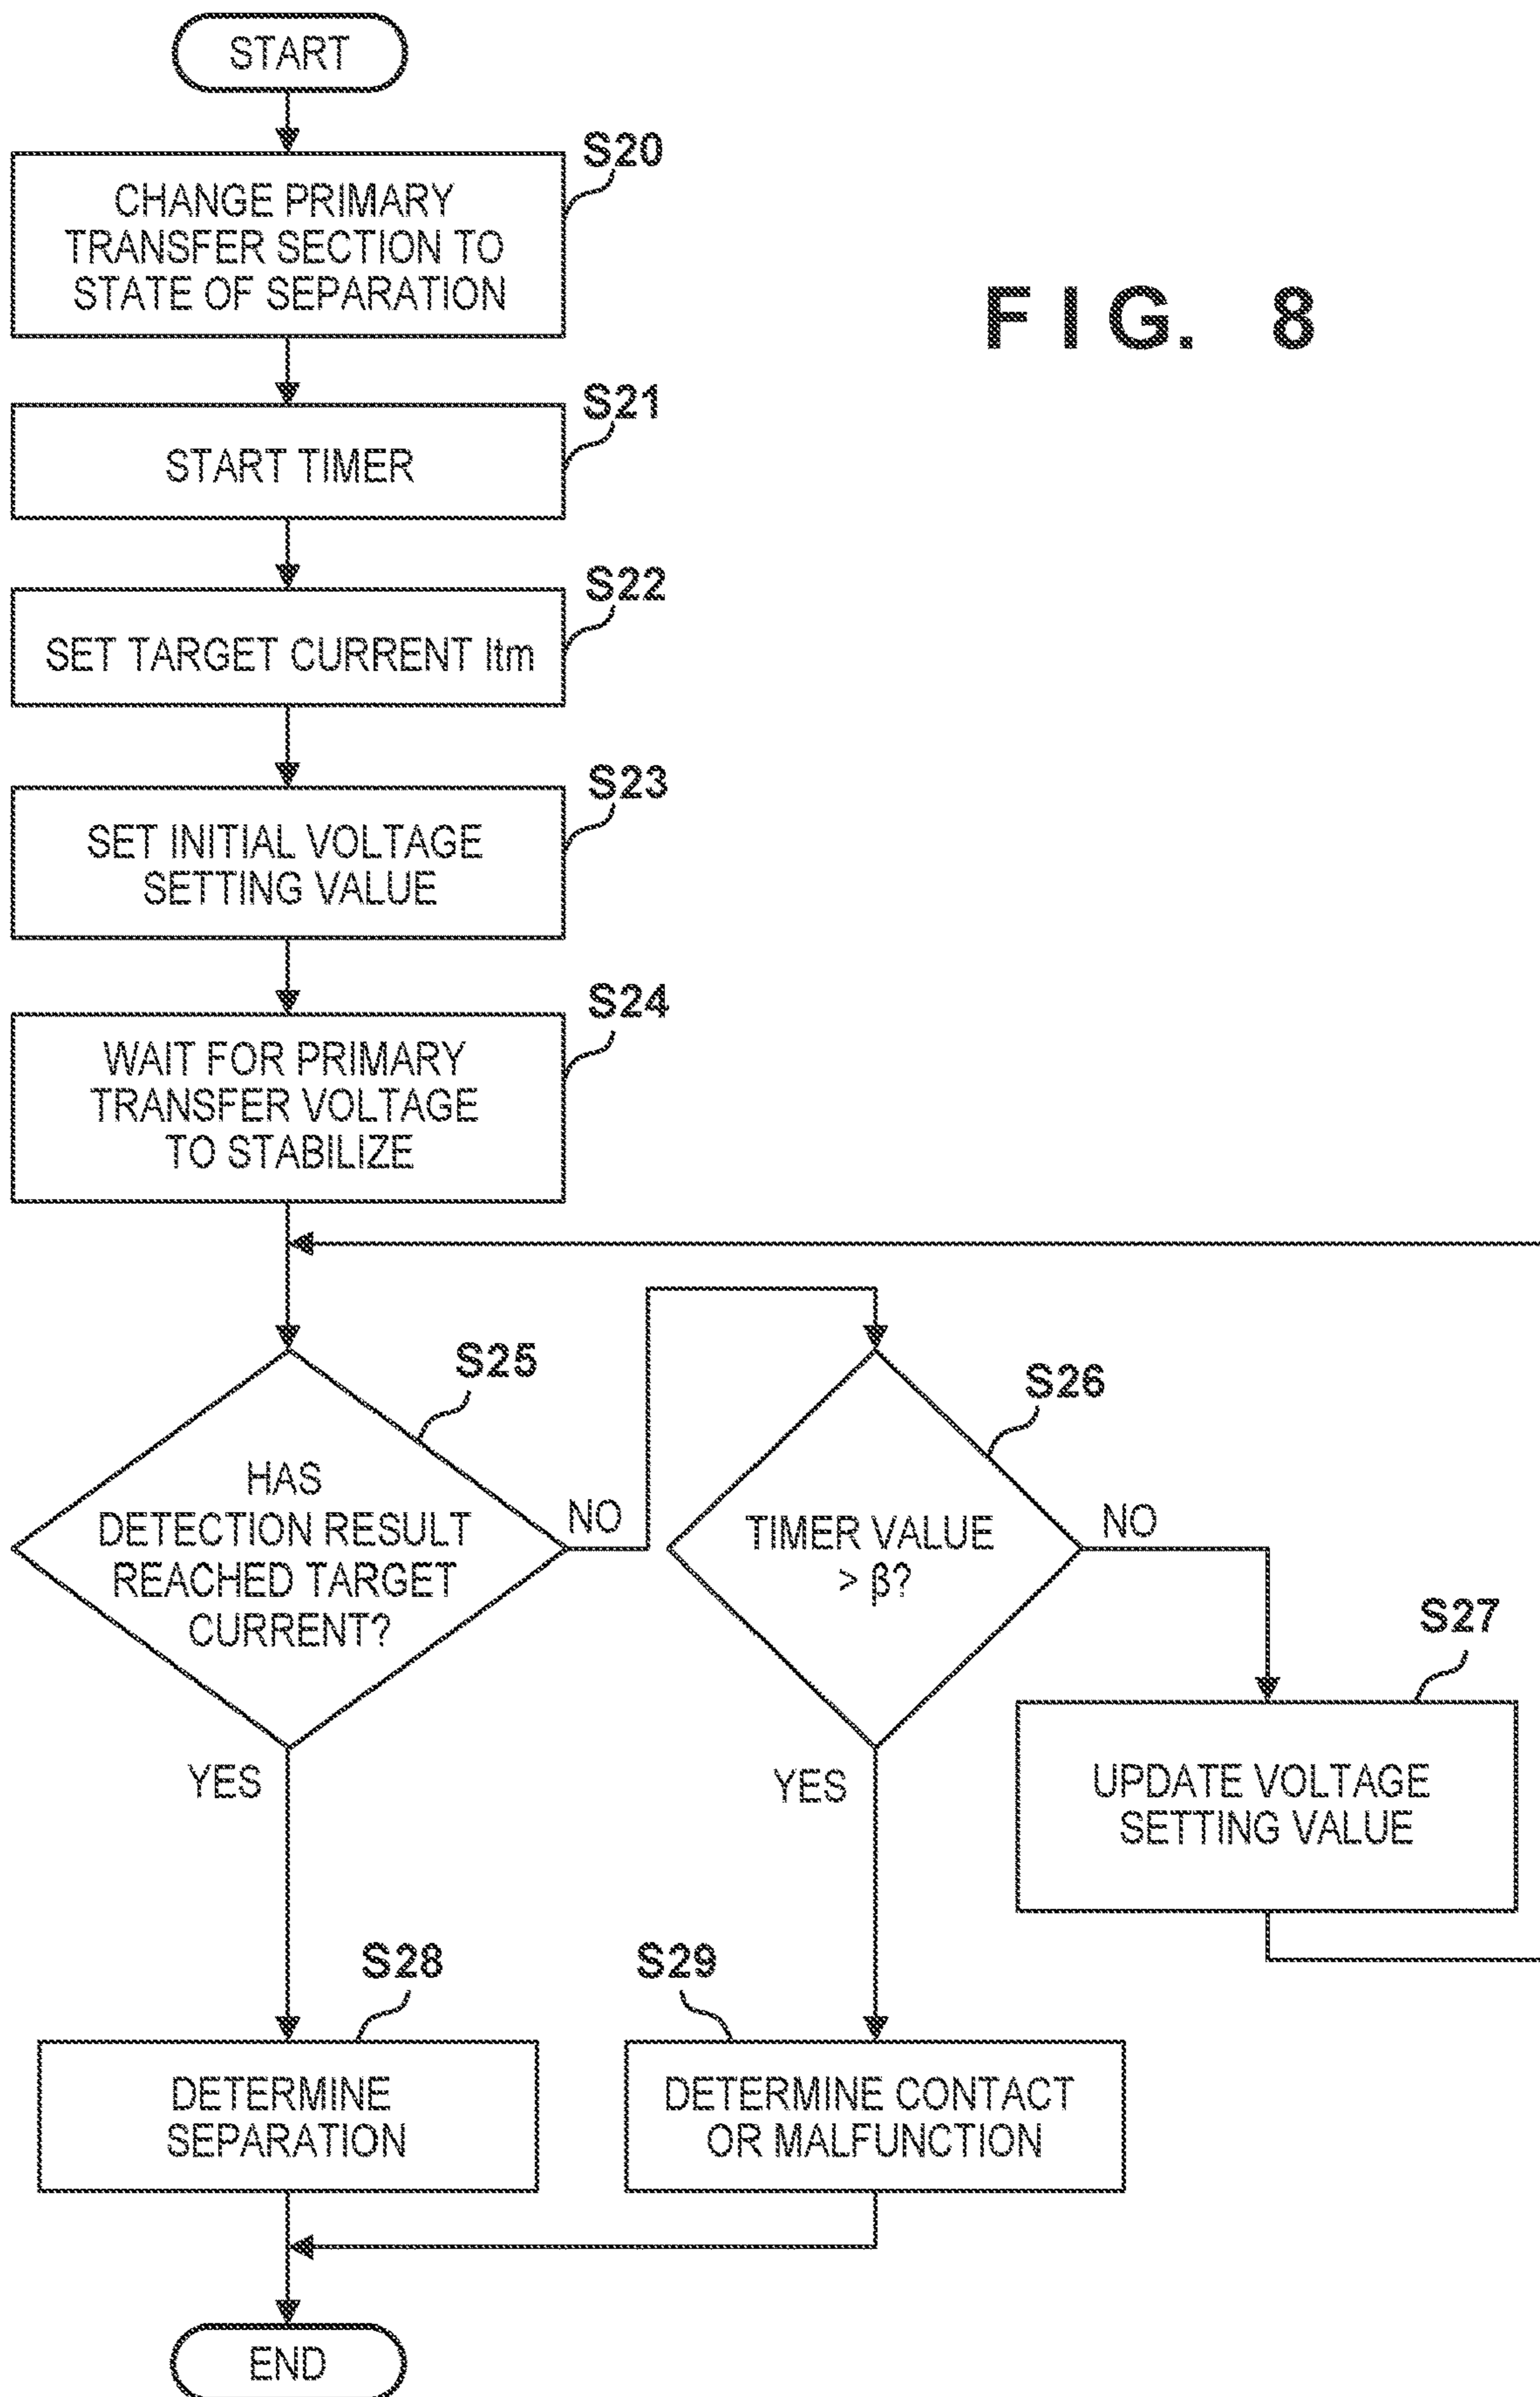 START
S20
CHANGE PRIMARY
TRANSFER SECTION TO
STATE OF SEPARATION
FIG. 8
S21
START TIMER
S22
SET TARGET CURRENT Itm
S23
SET INITIAL VOLTAGE
SETTING VALUE
S24
WAIT FOR PRIMARY
TRANSFER VOLTAGE
TO STABILIZE
S25
HAS
DETECTION RESULT
REACHED TARGET
CURRENT?
NO
YES
S26
TIMER VALUE
> β?
NO
YES
S27
UPDATE VOLTAGE
SETTING VALUE
S28
DETERMINE
SEPARATION
S29
DETERMINE CONTACT
OR MALFUNCTION
END